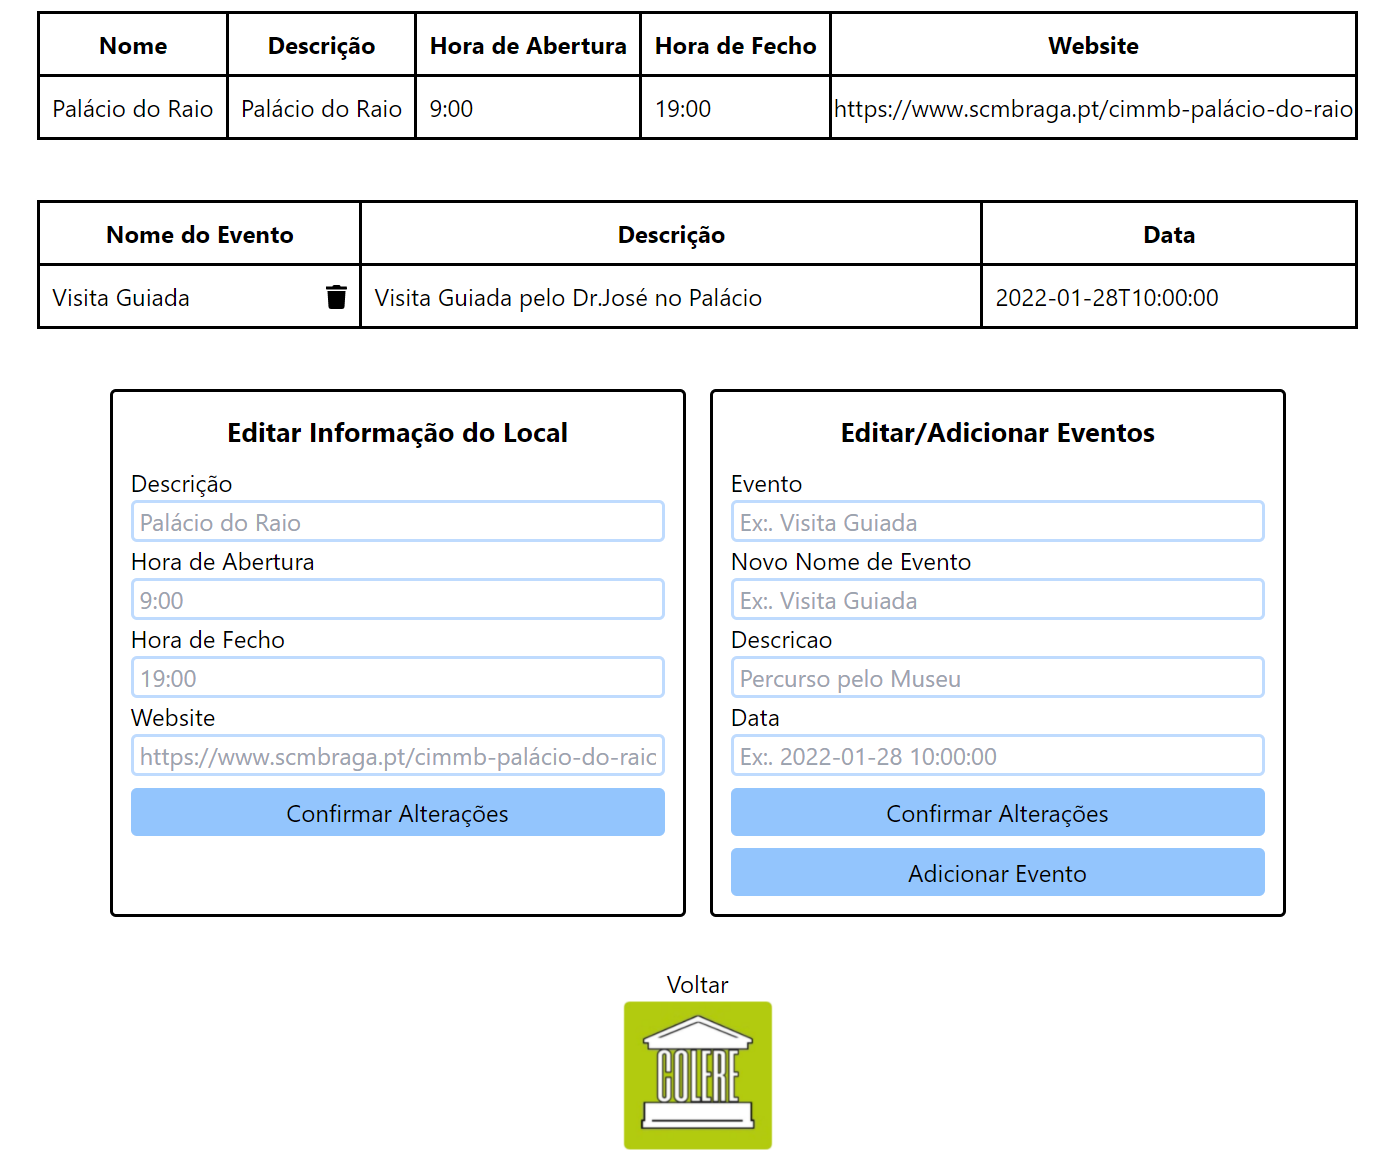 Nome Descrição Hora de Abertura Hora de Fecho Website
Palácio do Raio Palácio do Raio 9:00 19:00 https://www.scmbraga.pt/cimmb-palácio-do-raio
Nome do Evento Descrição Data
Visita Guiada Visita Guiada pelo Dr.José no Palácio 2022-01-28T10:00:00
Editar Informação do Local
Descrição
Palácio do Raio
Hora de Abertura
9:00
Hora de Fecho
19:00
Website
https://www.scmbraga.pt/cimmb-palácio-do-raio
Confirmar Alterações
Editar/Adicionar Eventos
Evento
Ex:. Visita Guiada
Novo Nome de Evento
Ex:. Visita Guiada
Descricao
Percurso pelo Museu
Data
Ex:. 2022-01-28 10:00:00
Confirmar Alterações
Adicionar Evento
Voltar
COLERE